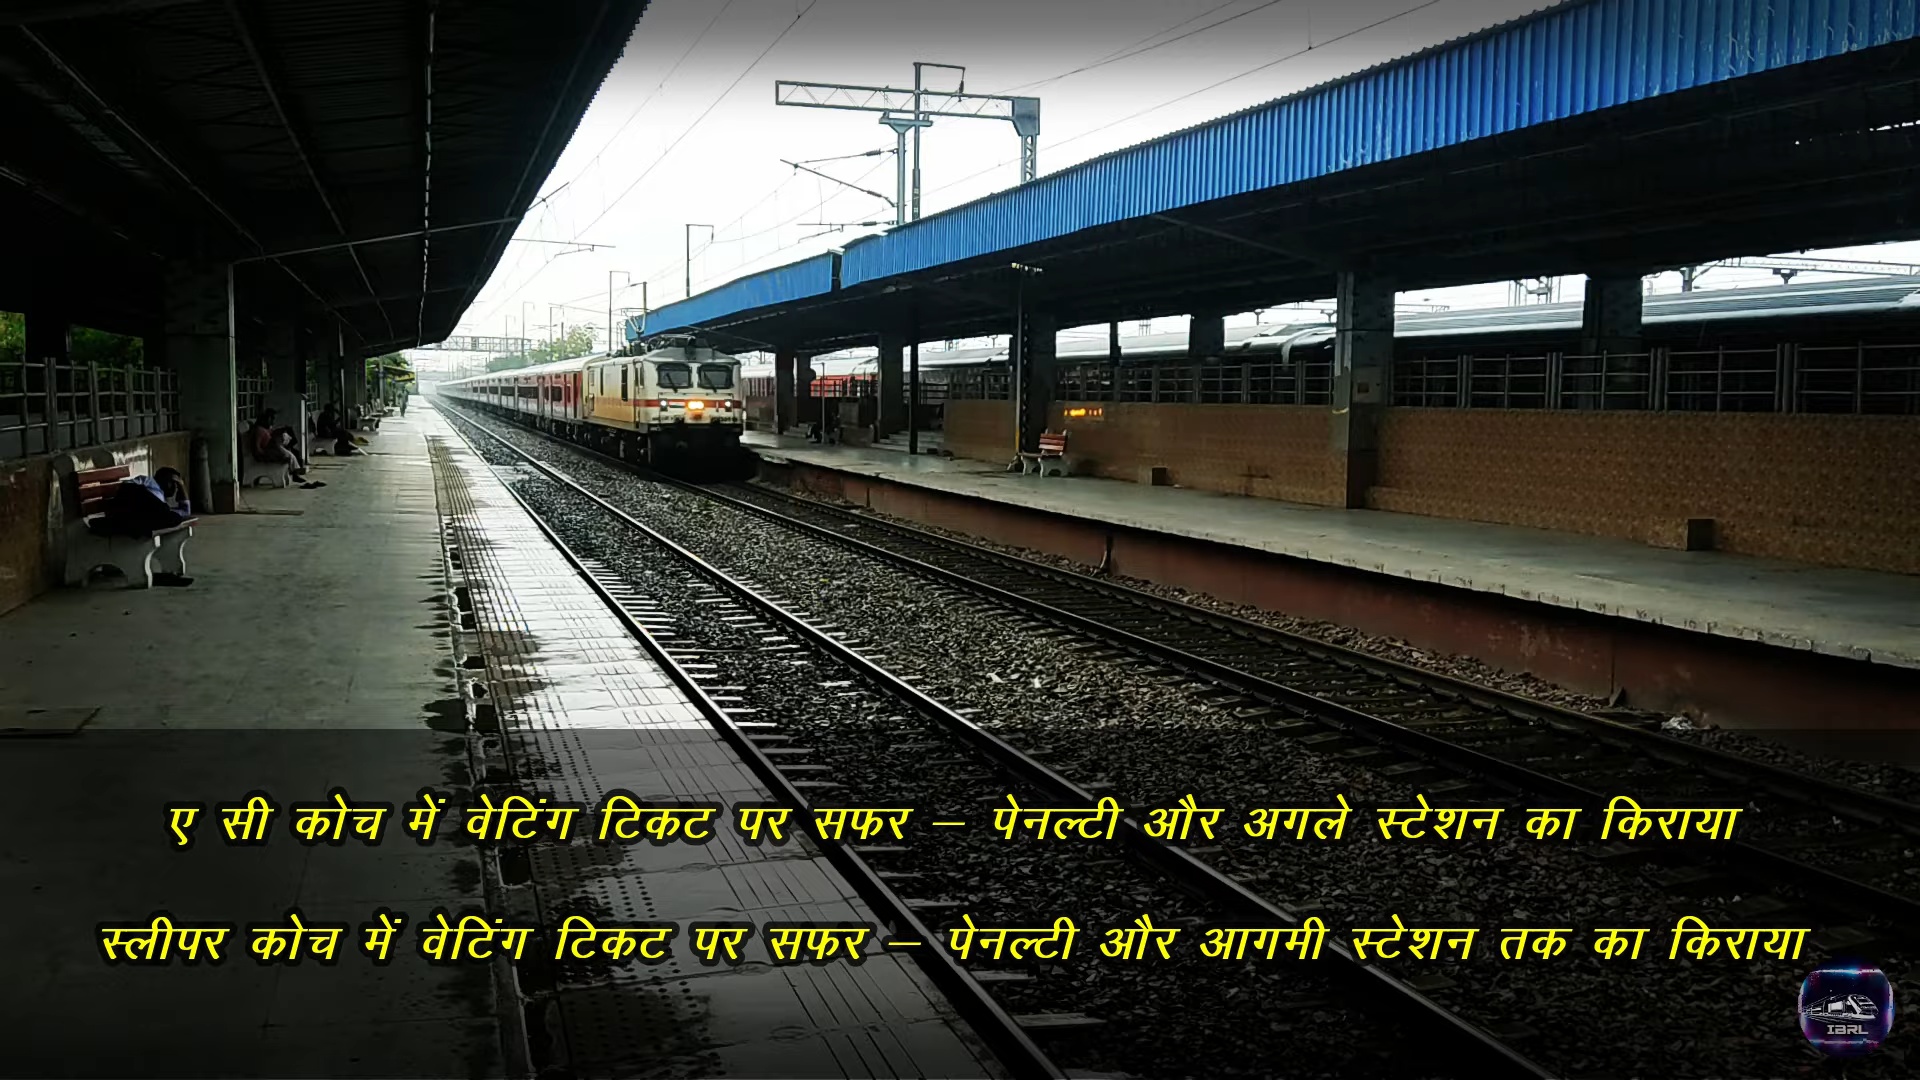 ए सी कोच में वेटिंग टिकट पर सफर – पेनल्टी और अगले स्टेशन का किराया
स्लीपर कोच में वेटिंग टिकट पर सफर – पेनल्टी और आगमी स्टेशन तक का किराया
IBRL